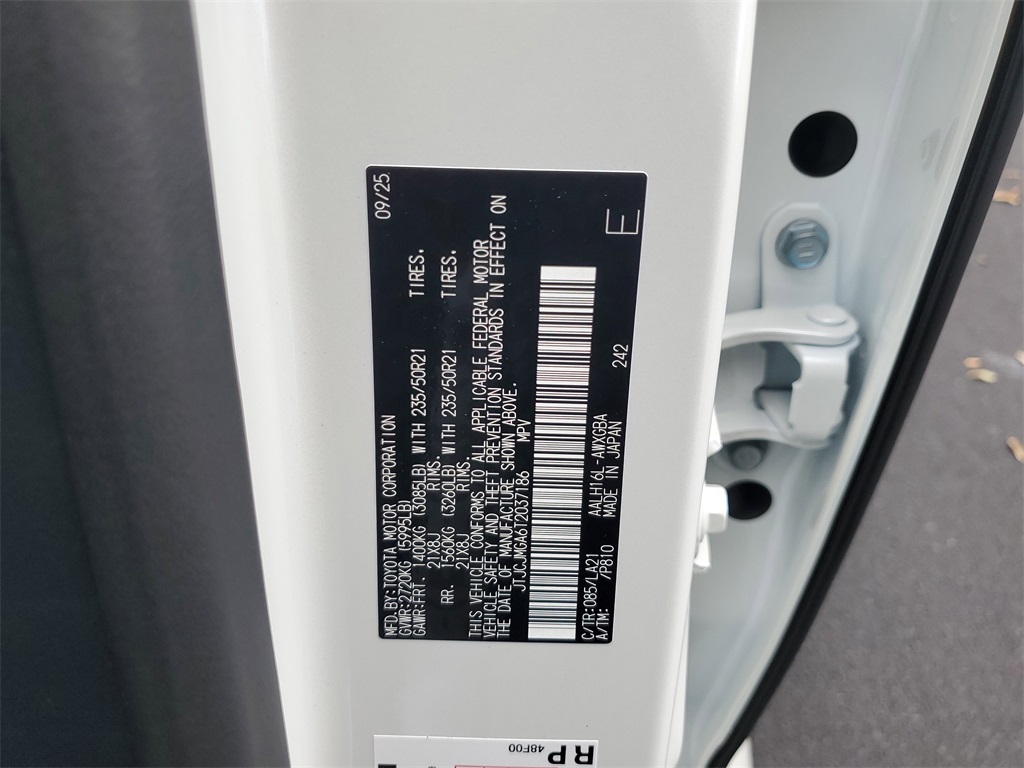 MFD.BY:TOYOTA MOTOR CORPORATION 09/25
GVWR:2720KG (5995LB)
GAWR:FRT. 1400KG (3085LB) WITH 235/50R21 TIRES.
21X8J RIMS
RR. 1560KG (3260LB) WITH 235/50R21 TIRES.
21X8J RIMS
THIS VEHICLE CONFORMS TO ALL APPLICABLE FEDERAL MOTOR
VEHICLE SAFETY AND THEFT PREVENTION STANDARDS IN EFFECT ON
THE DATE OF MANUFACTURE SHOWN ABOVE.
JTJCJMGA6T2037186 MPV
242
C/TR:085/LA21 AALH16L-AWXGBA
A/TM: /P810 MADE IN JAPAN
E
RP
48F00